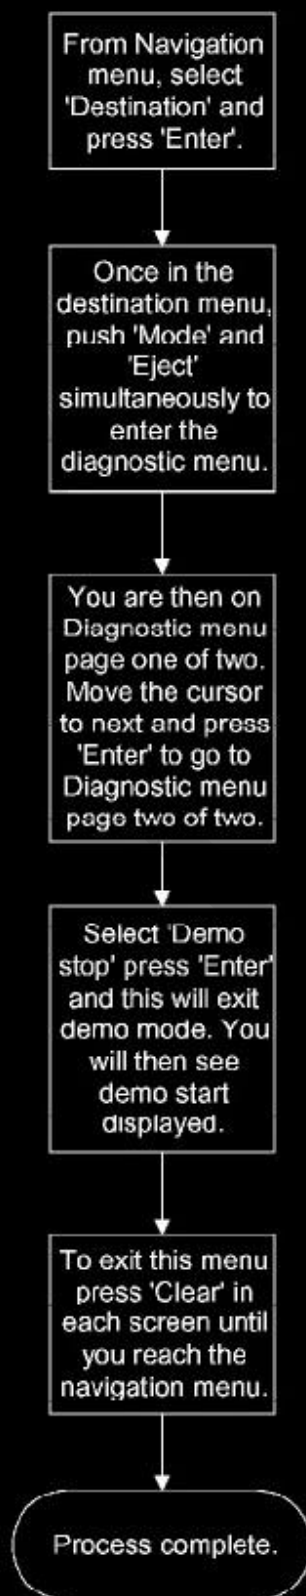 From Navigation
menu, select
'Destination' and
press 'Enter'.
Once in the
destination menu,
push 'Mode' and
'Eject'
simultaneously to
enter the
diagnostic menu.
You are then on
Diagnostic menu
page one of two.
Move the cursor
to next and press
'Enter' to go to
Diagnostic menu
page two of two.
Select 'Demo
stop' press 'Enter'
and this will exit
demo mode. You
will then see
demo start
displayed.
To exit this menu
press 'Clear' in
each screen until
you reach the
navigation menu.
Process complete.